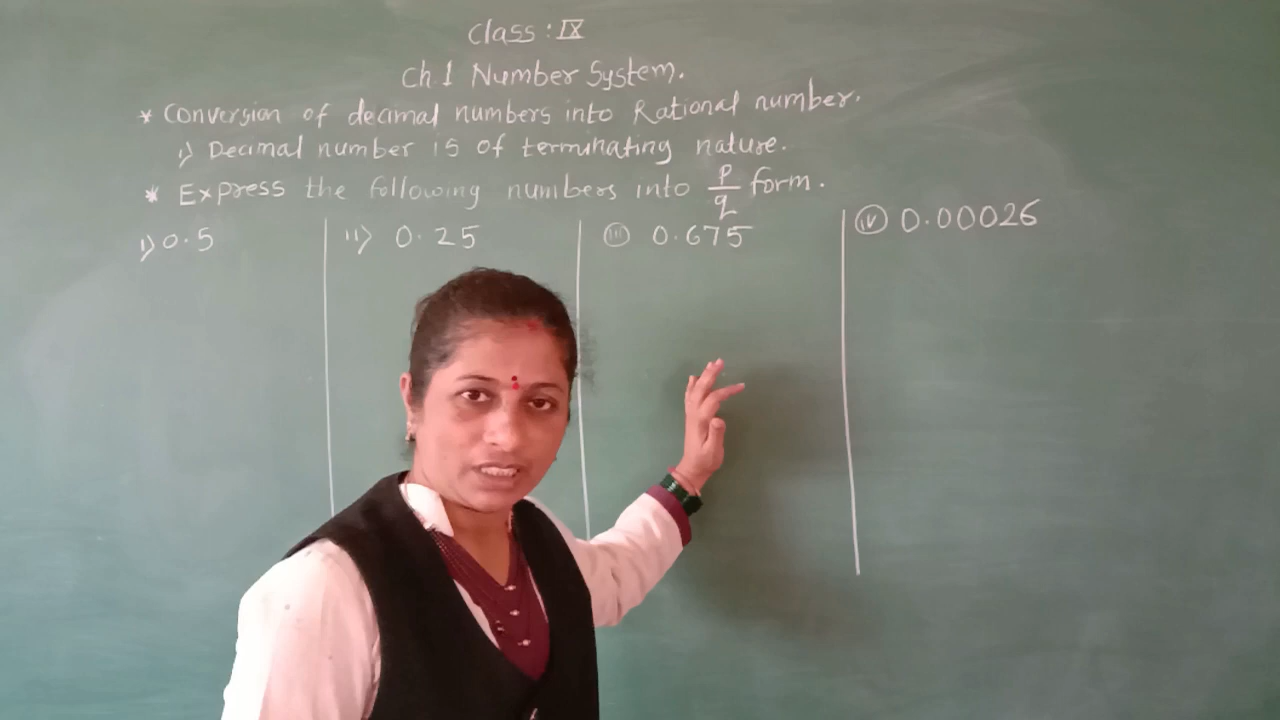 Class : IX
Ch.1 Number System.
* Conversion of decimal numbers into Rational number.
i) Decimal number is of terminating nature.
* Express the following numbers into p/q form.
i) 0.5
ii) 0.25
iii) 0.675
iv) 0.00026